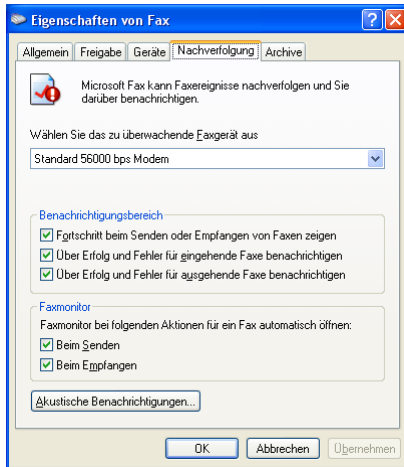 Eigenschaften von Fax
Allgemein Freigabe Geräte Nachverfolgung Archive
Microsoft Fax kann Faxereignisse nachverfolgen und Sie
darüber benachrichtigen.
Wählen Sie das zu überwachende Faxgerät aus
Standard 56000 bps Modem
Benachrichtigungsbereich
Fortschritt beim Senden oder Empfangen von Faxen zeigen
Über Erfolg und Fehler für eingehende Faxe benachrichtigen
Über Erfolg und Fehler für ausgehende Faxe benachrichtigen
Faxmonitor
Faxmonitor bei folgenden Aktionen für ein Fax automatisch öffnen:
Beim Senden
Beim Empfangen
Akustische Benachrichtigungen...
OK Abbrechen Übernehmen